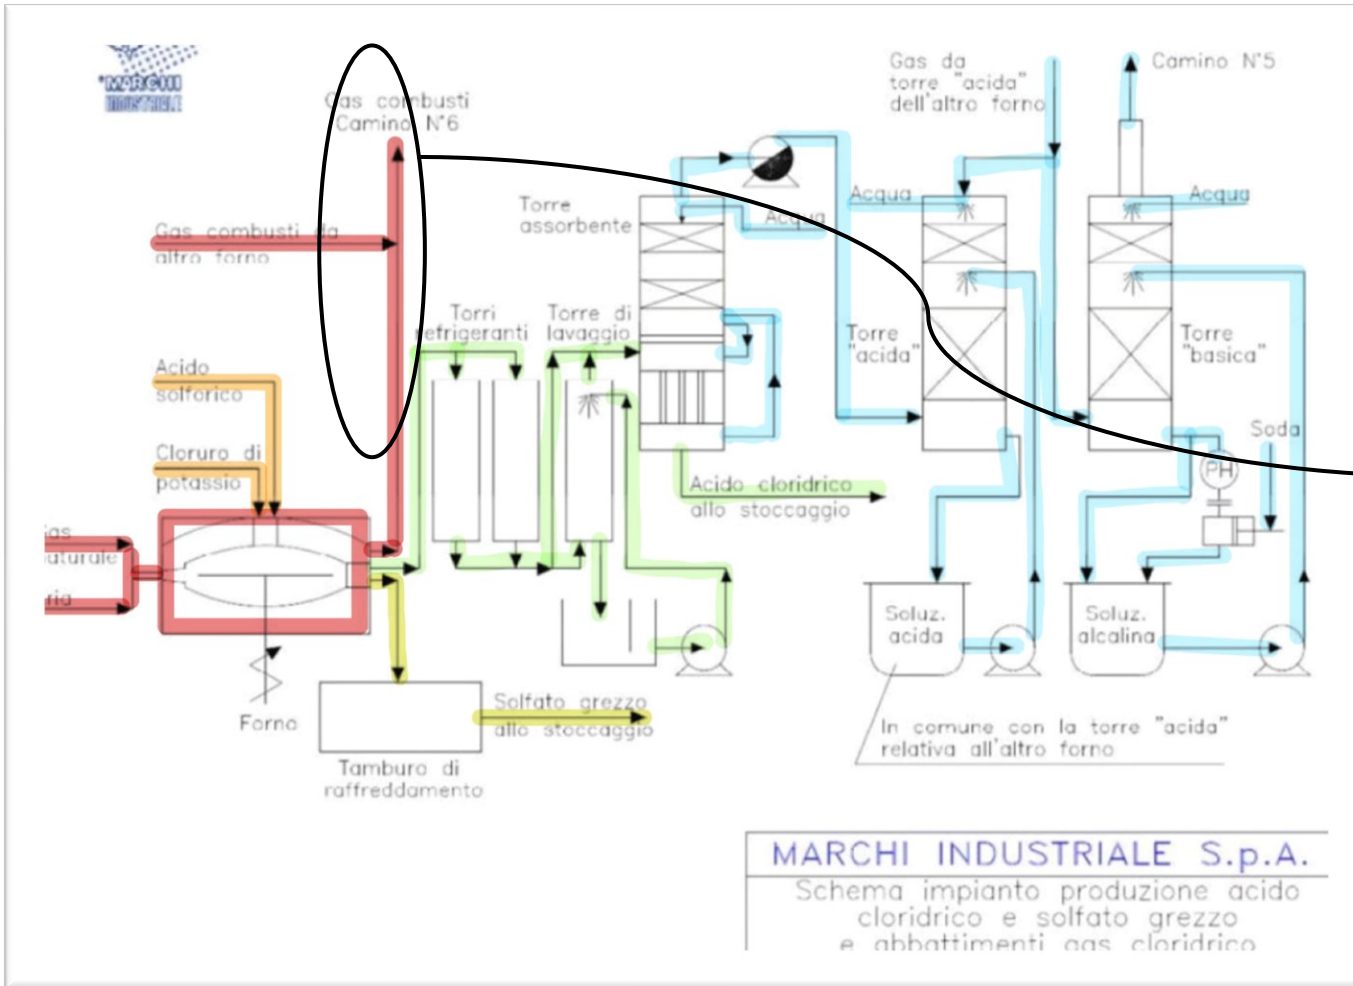 MARCHI
INDUSTRIALE
Gas combusti
Camino N°6
Gas combusti da
altro forno
Acido
solforico
Cloruro di
potassio
naturale
Forno
Torri
refrigeranti
Torre di
lavaggio
Torre
assorbente
Acqua
Acido cloridrico
allo stoccaggio
Solfato grezzo
allo stoccaggio
Tamburo di
raffreddamento
Gas da
torre "acida"
dell'altro forno
Camino N°5
Acqua
Acqua
Torre
"acida"
Torre
"basica"
Soda
PH
Soluz.
acida
Soluz.
alcalina
In comune con la torre "acida"
relativa all'altro forno
MARCHI INDUSTRIALE S.p.A.
Schema impianto produzione acido
cloridrico e solfato grezzo
e abbattimenti gas cloridrico